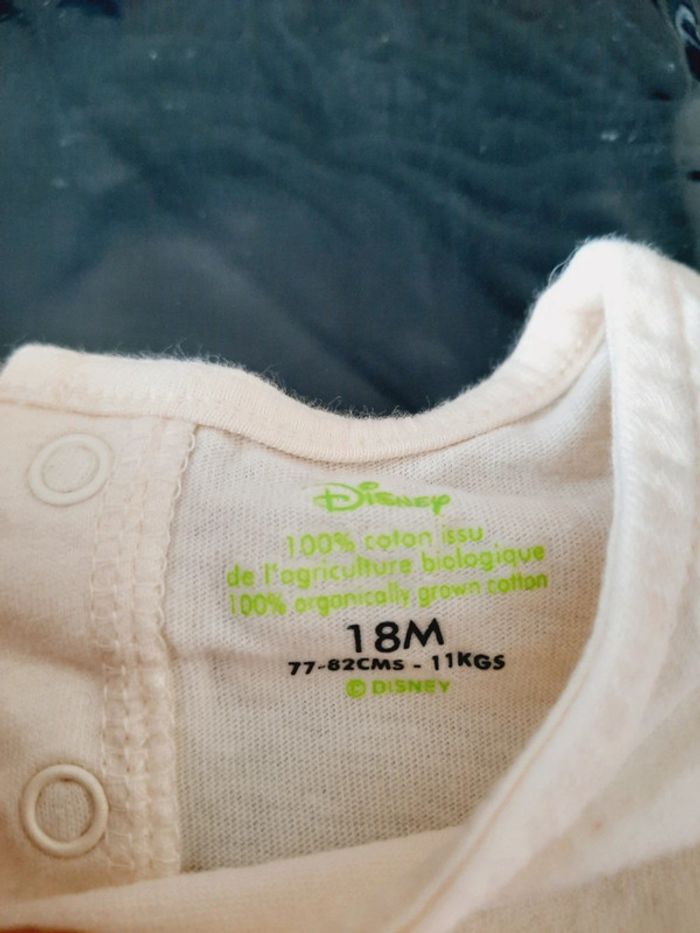 Disney
100% coton issu
de l'agriculture biologique
100% organically grown cotton
18M
77-82CMS - 11KGS
© DISNEY